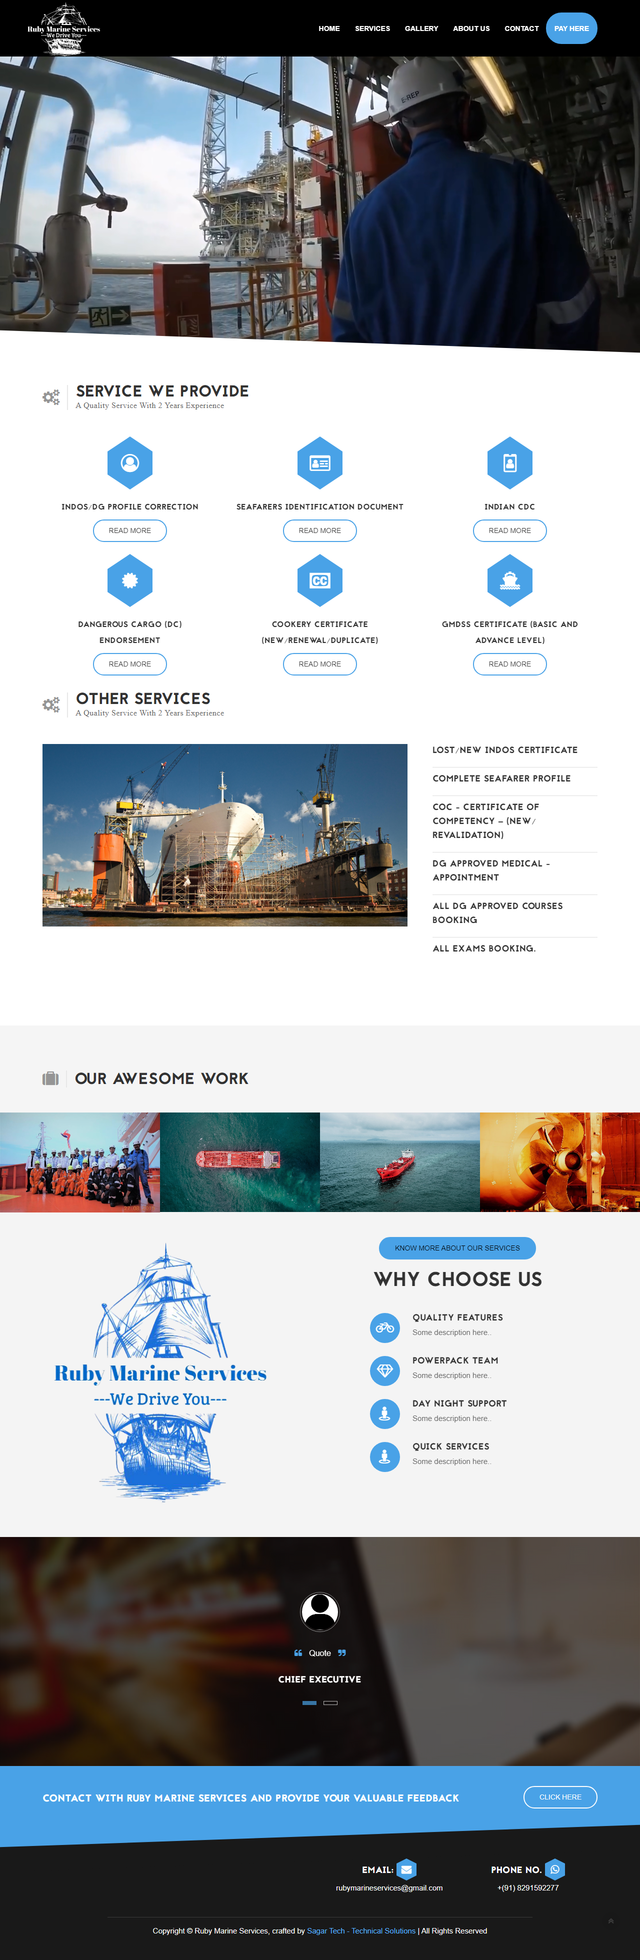 Ruby Marine Services
---We Drive You---
HOME
SERVICES
GALLERY
ABOUT US
CONTACT
PAY HERE
E-REP
SERVICE WE PROVIDE
A Quality Service With 2 Years Experience
INDOS/DG PROFILE CORRECTION
READ MORE
SEAFARERS IDENTIFICATION DOCUMENT
READ MORE
INDIAN CDC
READ MORE
DANGEROUS CARGO (DC)
ENDORSEMENT
READ MORE
CC
COOKERY CERTIFICATE
(NEW/RENEWAL/DUPLICATE)
READ MORE
GMDSS CERTIFICATE (BASIC AND
ADVANCE LEVEL)
READ MORE
OTHER SERVICES
A Quality Service With 2 Years Experience
LOST/NEW INDOS CERTIFICATE
COMPLETE SEAFARER PROFILE
COC - CERTIFICATE OF
COMPETENCY – (NEW/
REVALIDATION)
DG APPROVED MEDICAL -
APPOINTMENT
ALL DG APPROVED COURSES
BOOKING
ALL EXAMS BOOKING.
OUR AWESOME WORK
Ruby Marine Services
---We Drive You---
KNOW MORE ABOUT OUR SERVICES
WHY CHOOSE US
QUALITY FEATURES
Some description here..
POWERPACK TEAM
Some description here..
DAY NIGHT SUPPORT
Some description here..
QUICK SERVICES
Some description here..
“ Quote ”
CHIEF EXECUTIVE
CONTACT WITH RUBY MARINE SERVICES AND PROVIDE YOUR VALUABLE FEEDBACK
CLICK HERE
EMAIL:
rubymarineservices@gmail.com
PHONE NO.
+(91) 8291592277
Copyright © Ruby Marine Services, crafted by Sagar Tech - Technical Solutions | All Rights Reserved